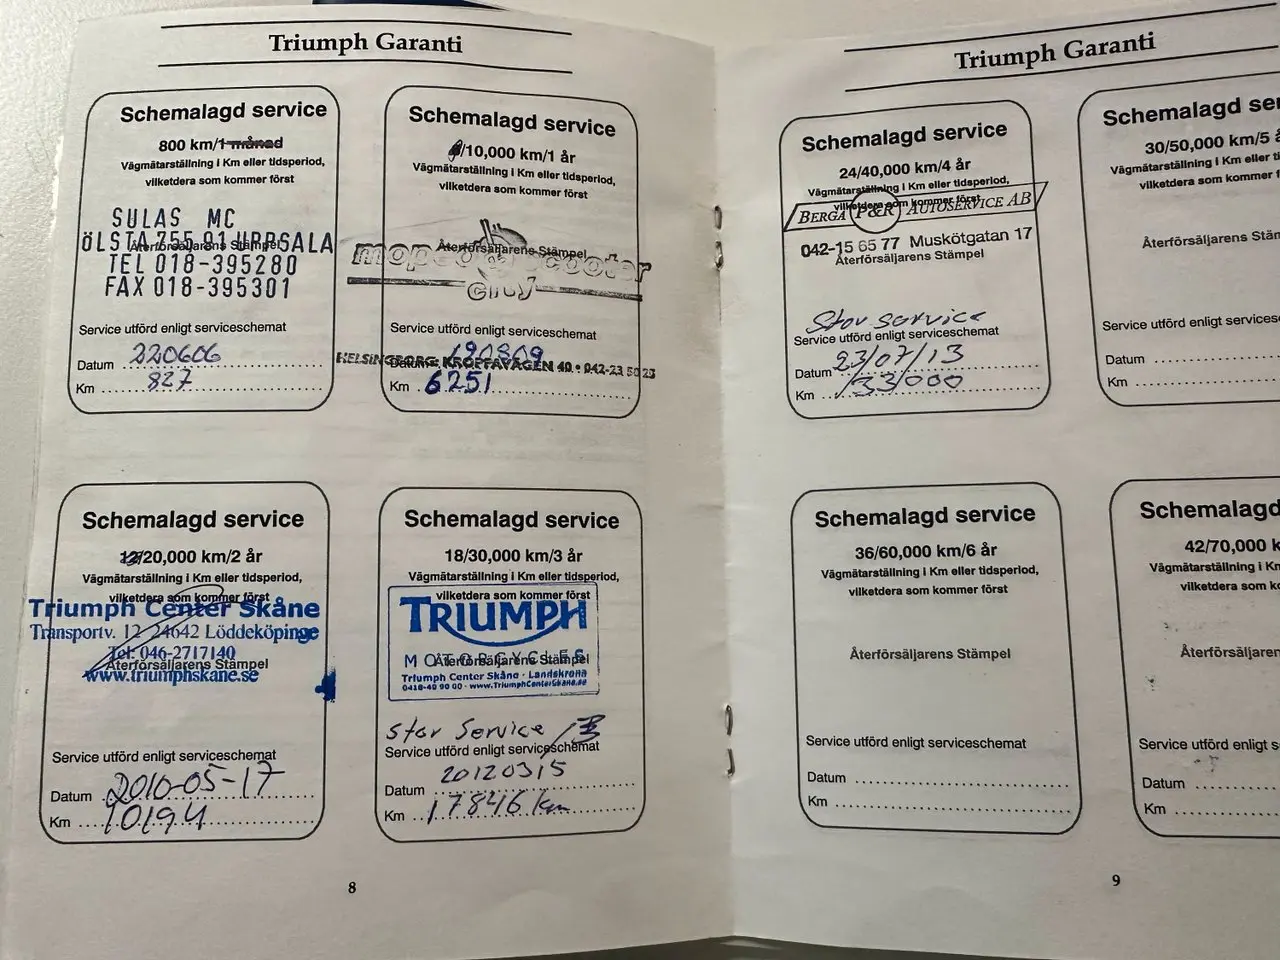 Triumph Garanti
Schemalagd service
800 km/1 månad
Vägmätarställning i Km eller tidsperiod,
vilketdera som kommer först
SULAS MC
ÖLSTA 755 91 UPPSALA
Återförsäljarens Stämpel
TEL 018-395280
FAX 018-395301
Service utförd enligt serviceschemat
Datum 220606
Km 827
Schemalagd service
/10,000 km/1 år
Vägmätarställning i Km eller tidsperiod,
vilketdera som kommer först
Återförsäljarens Stämpel
moped & scooter
city
Service utförd enligt serviceschemat
HELSINGBORG: KROPPAVÄGEN 40 • 042-23 50 23
Datum
Km 6251
Schemalagd service
12/20,000 km/2 år
Vägmätarställning i Km eller tidsperiod,
vilketdera som kommer först
Triumph Center Skåne
Transportv. 12 24642 Löddeköpinge
Tel: 046-2717140
Återförsäljarens Stämpel
www.triumphskane.se
Service utförd enligt serviceschemat
Datum 2010-05-17
Km 10194
Schemalagd service
18/30,000 km/3 år
Vägmätarställning i Km eller tidsperiod,
vilketdera som kommer först
TRIUMPH
MOTORCYCLES
Återförsäljarens Stämpel
Triumph Center Skåne · Landskrona
0418-40 90 00 · www.TriumphCenterSkane.se
Stor Service
Service utförd enligt serviceschemat
Datum 20120315
Km 17846 km
8
Triumph Garanti
Schemalagd service
24/40,000 km/4 år
Vägmätarställning i Km eller tidsperiod,
vilketdera som kommer först
BERGA P&R AUTOSERVICE AB
042-15 65 77 Muskötgatan 17
Återförsäljarens Stämpel
Stor service
Service utförd enligt serviceschemat
Datum 23/07/13
Km 33000
Schemalagd ser
30/50,000 km/5 å
Vägmätarställning i Km eller t
vilketdera som kommer f
Återförsäljarens Stäm
Service utförd enligt services
Datum
Km
Schemalagd service
36/60,000 km/6 år
Vägmätarställning i Km eller tidsperiod,
vilketdera som kommer först
Återförsäljarens Stämpel
Service utförd enligt serviceschemat
Datum
Km
Schemalagd
42/70,000 k
Vägmätarställning i Km
vilketdera som ko
Återförsäljaren
Service utförd enligt s
Datum
Km
9